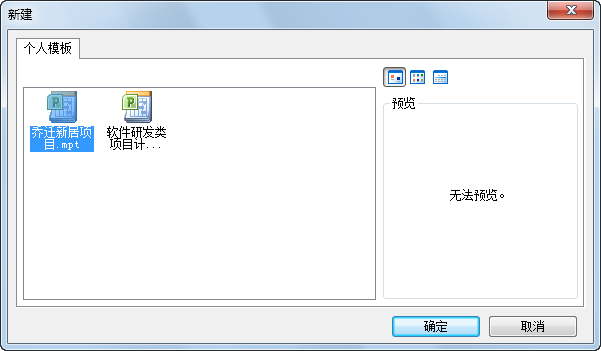 新建
个人模板
乔迁新居项
目.mpt
软件研发类
项目计...
预览
无法预览。
确定
取消